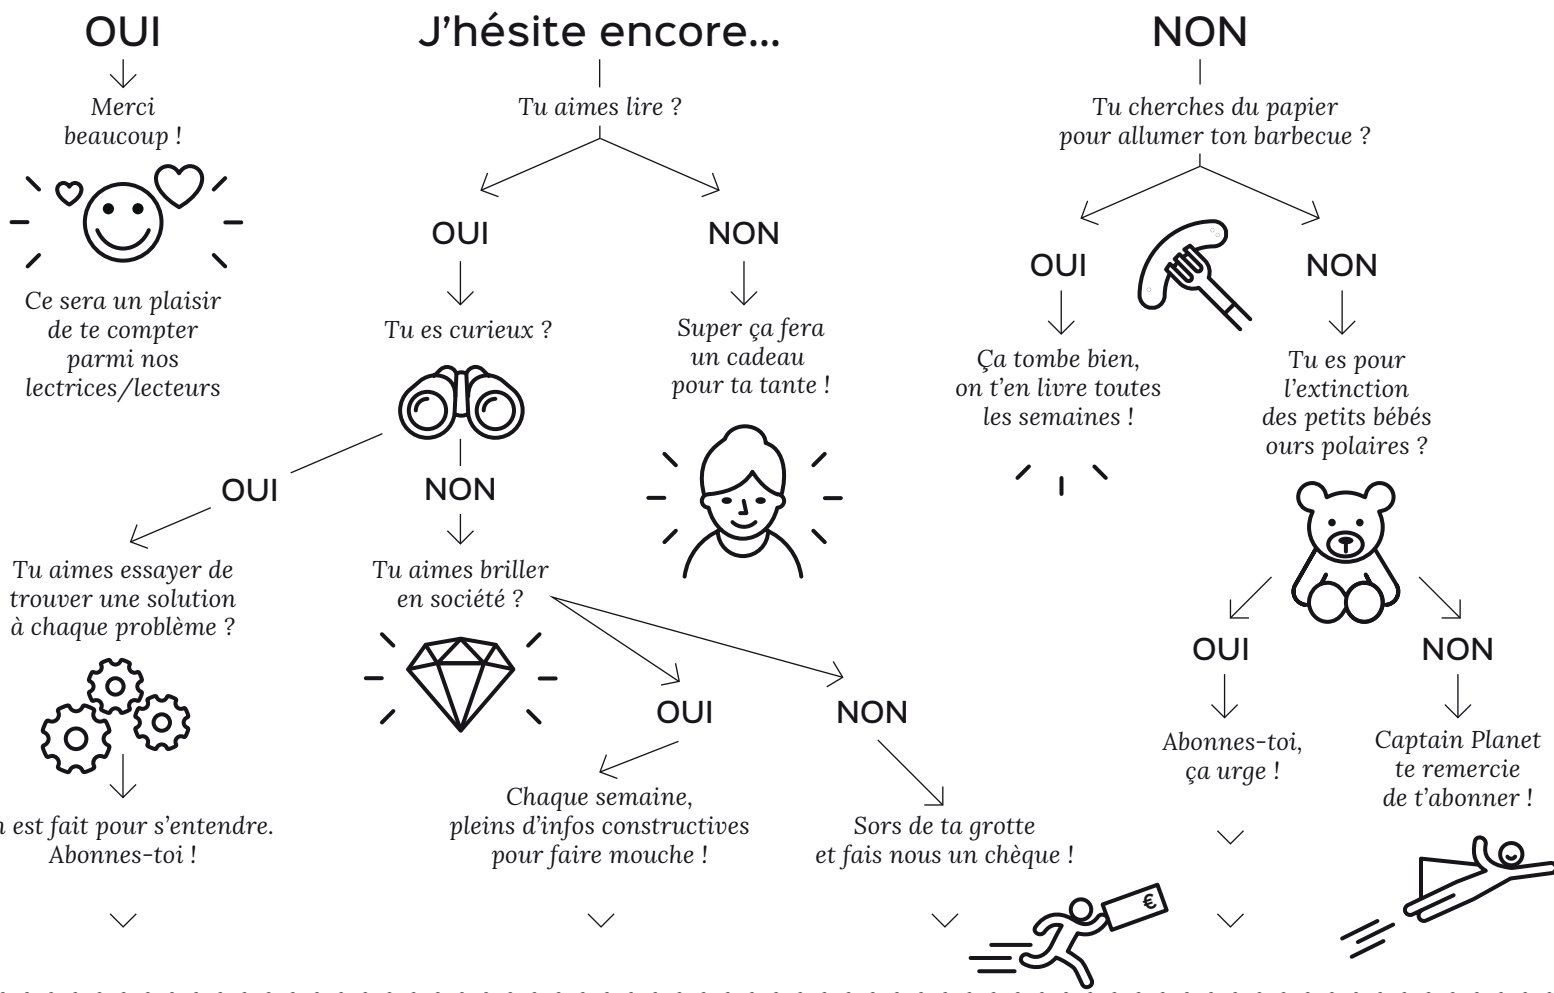 OUI
Merci
beaucoup !
Ce sera un plaisir
de te compter
parmi nos
lectrices/lecteurs
J'hésite encore...
Tu aimes lire ?
OUI
NON
Tu es curieux ?
Super ça fera
un cadeau
pour ta tante !
OUI
NON
Tu aimes essayer de
trouver une solution
à chaque problème ?
est fait pour s'entendre.
Abonnes-toi !
Tu aimes briller
en société ?
OUI
NON
Chaque semaine,
pleins d'infos constructives
pour faire mouche !
Sors de ta grotte
et fais nous un chèque !
€
NON
Tu cherches du papier
pour allumer ton barbecue ?
OUI
NON
Ça tombe bien,
on t'en livre toutes
les semaines !
Tu es pour
l'extinction
des petits bébés
ours polaires ?
OUI
NON
Abonnes-toi,
ça urge !
Captain Planet
te remercie
de t'abonner !